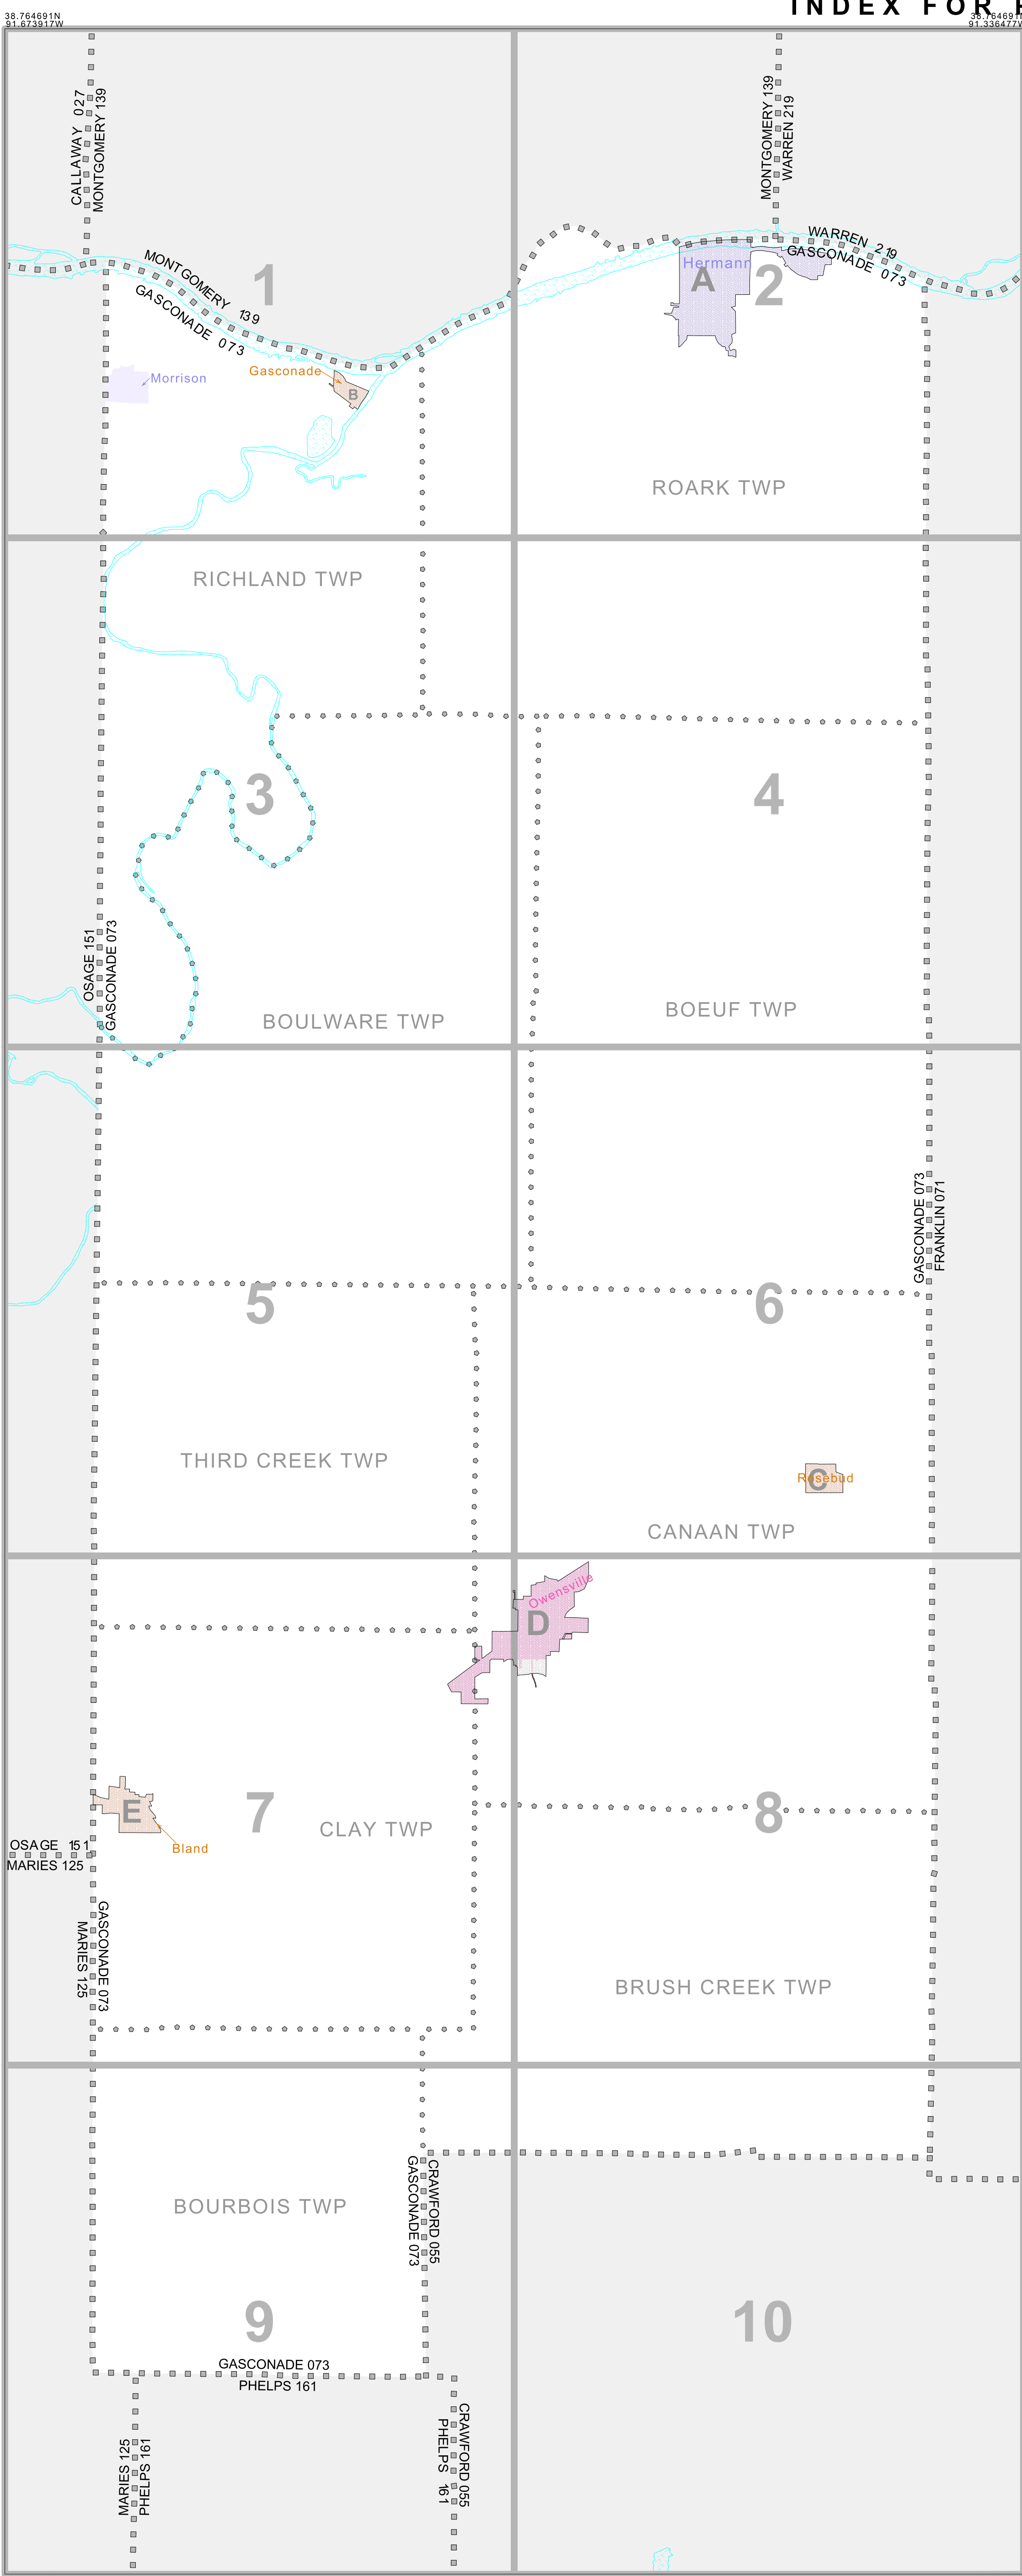 INDEX FOR
38.764691N
91.673917W
38.764691N
91.336477W
CALLAWAY 027
MONTGOMERY 139
MONTGOMERY 139
WARREN 219
WARREN 219
GASCONADE 073
MONTGOMERY 139
GASCONADE 073
1
Hermann
A
2
Gasconade
Morrison
B
ROARK TWP
RICHLAND TWP
3
4
OSAGE 151
GASCONADE 073
BOULWARE TWP
BOEUF TWP
GASCONADE 073
FRANKLIN 071
5
6
THIRD CREEK TWP
Rosebud
C
CANAAN TWP
Owensville
D
E
7
8
CLAY TWP
Bland
OSAGE 151
MARIES 125
MARIES 125
GASCONADE 073
BRUSH CREEK TWP
GASCONADE 073
CRAWFORD 055
BOURBOIS TWP
9
10
GASCONADE 073
PHELPS 161
MARIES 125
PHELPS 161
PHELPS 161
CRAWFORD 055